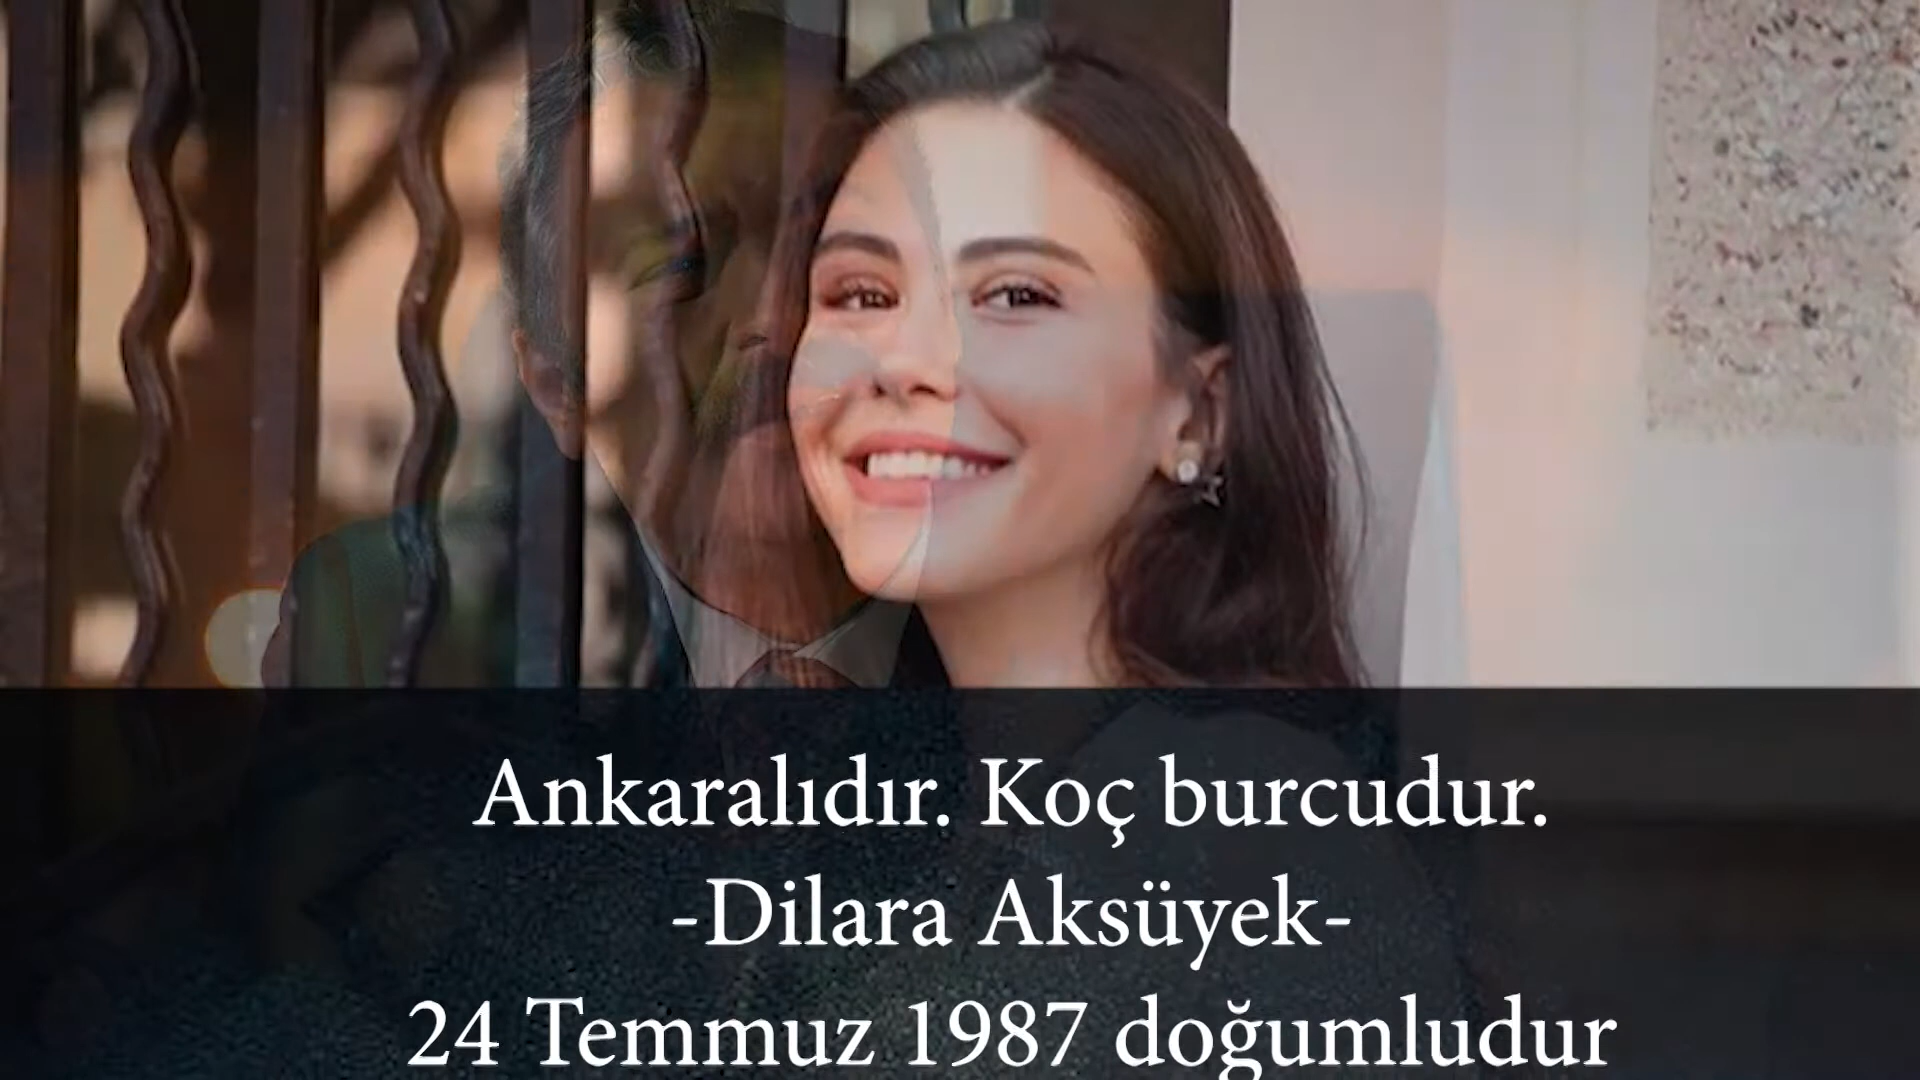 Ankaralıdır. Koç burcudur.
-Dilara Aksüyek-
24 Temmuz 1987 doğumludur